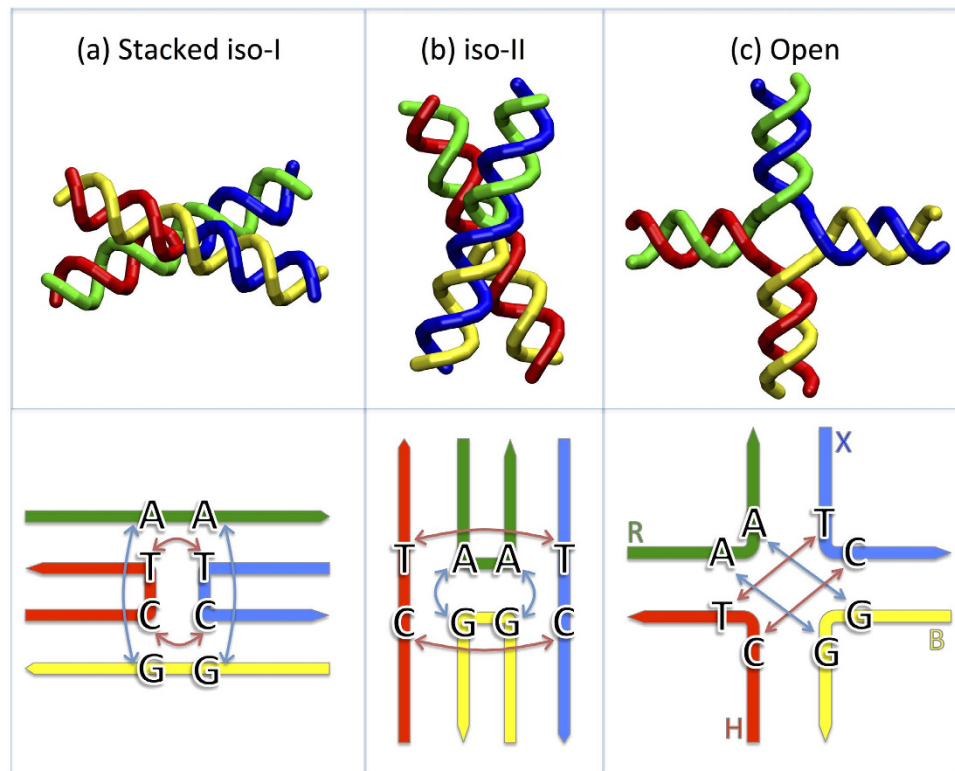 (a) Stacked iso-I
(b) iso-II
(c) Open
A A
T T
C C
G G
T A A T
C G G C
X
R
A T
A C
T G
C G
B
H